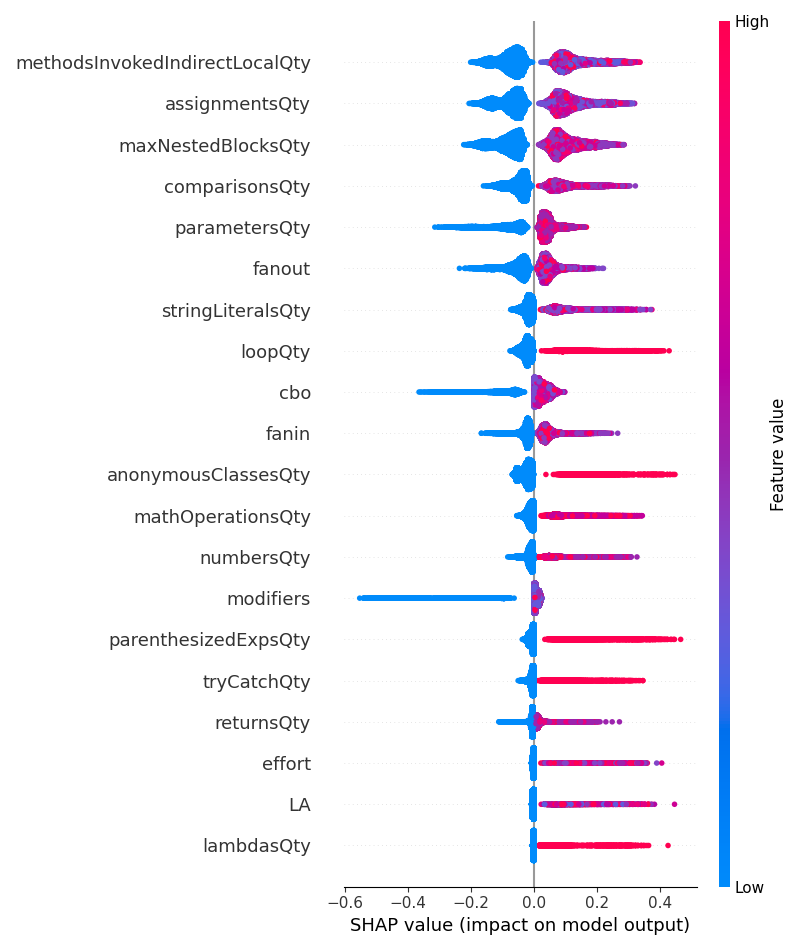 High
methodsInvokedIndirectLocalQty
assignmentsQty
maxNestedBlocksQty
comparisonsQty
parametersQty
fanout
stringLiteralsQty
loopQty
cbo
fanin
anonymousClassesQty
mathOperationsQty
numbersQty
modifiers
parenthesizedExpsQty
tryCatchQty
returnsQty
effort
LA
lambdasQty
Feature value
Low
−0.6 −0.4 −0.2 0.0 0.2 0.4
SHAP value (impact on model output)